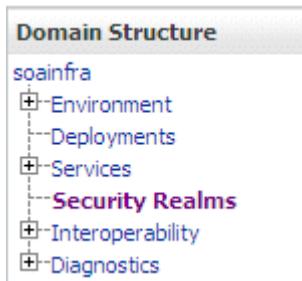 Domain Structure
soainfra
Environment
Deployments
Services
Security Realms
Interoperability
Diagnostics